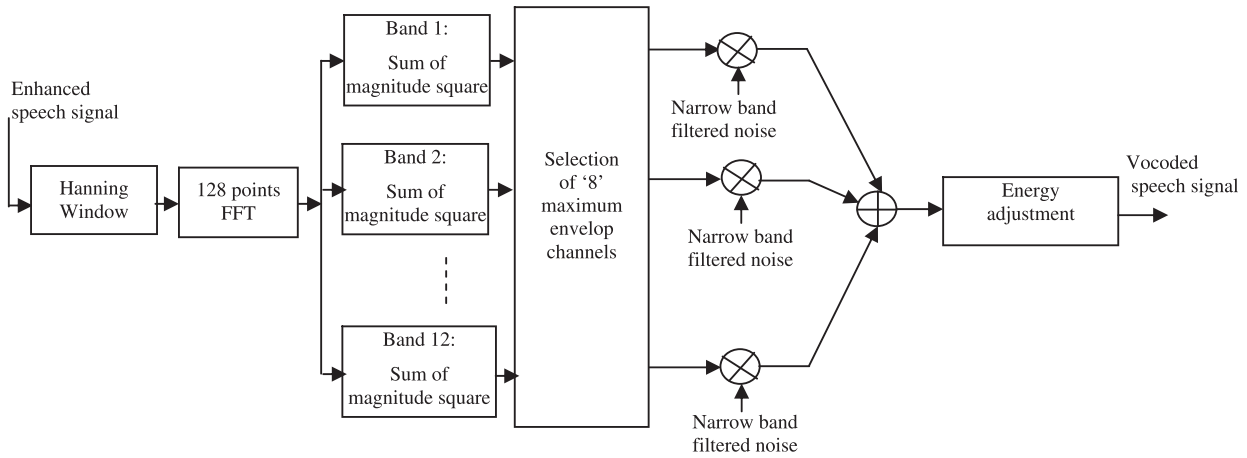 Enhanced
speech signal
Hanning
Window
128 points
FFT
Band 1:
Sum of
magnitude square
Band 2:
Sum of
magnitude square
Band 12:
Sum of
magnitude square
Selection
of ‘8’
maximum
envelop
channels
Narrow band
filtered noise
Narrow band
filtered noise
Narrow band
filtered noise
Energy
adjustment
Vocoded
speech signal